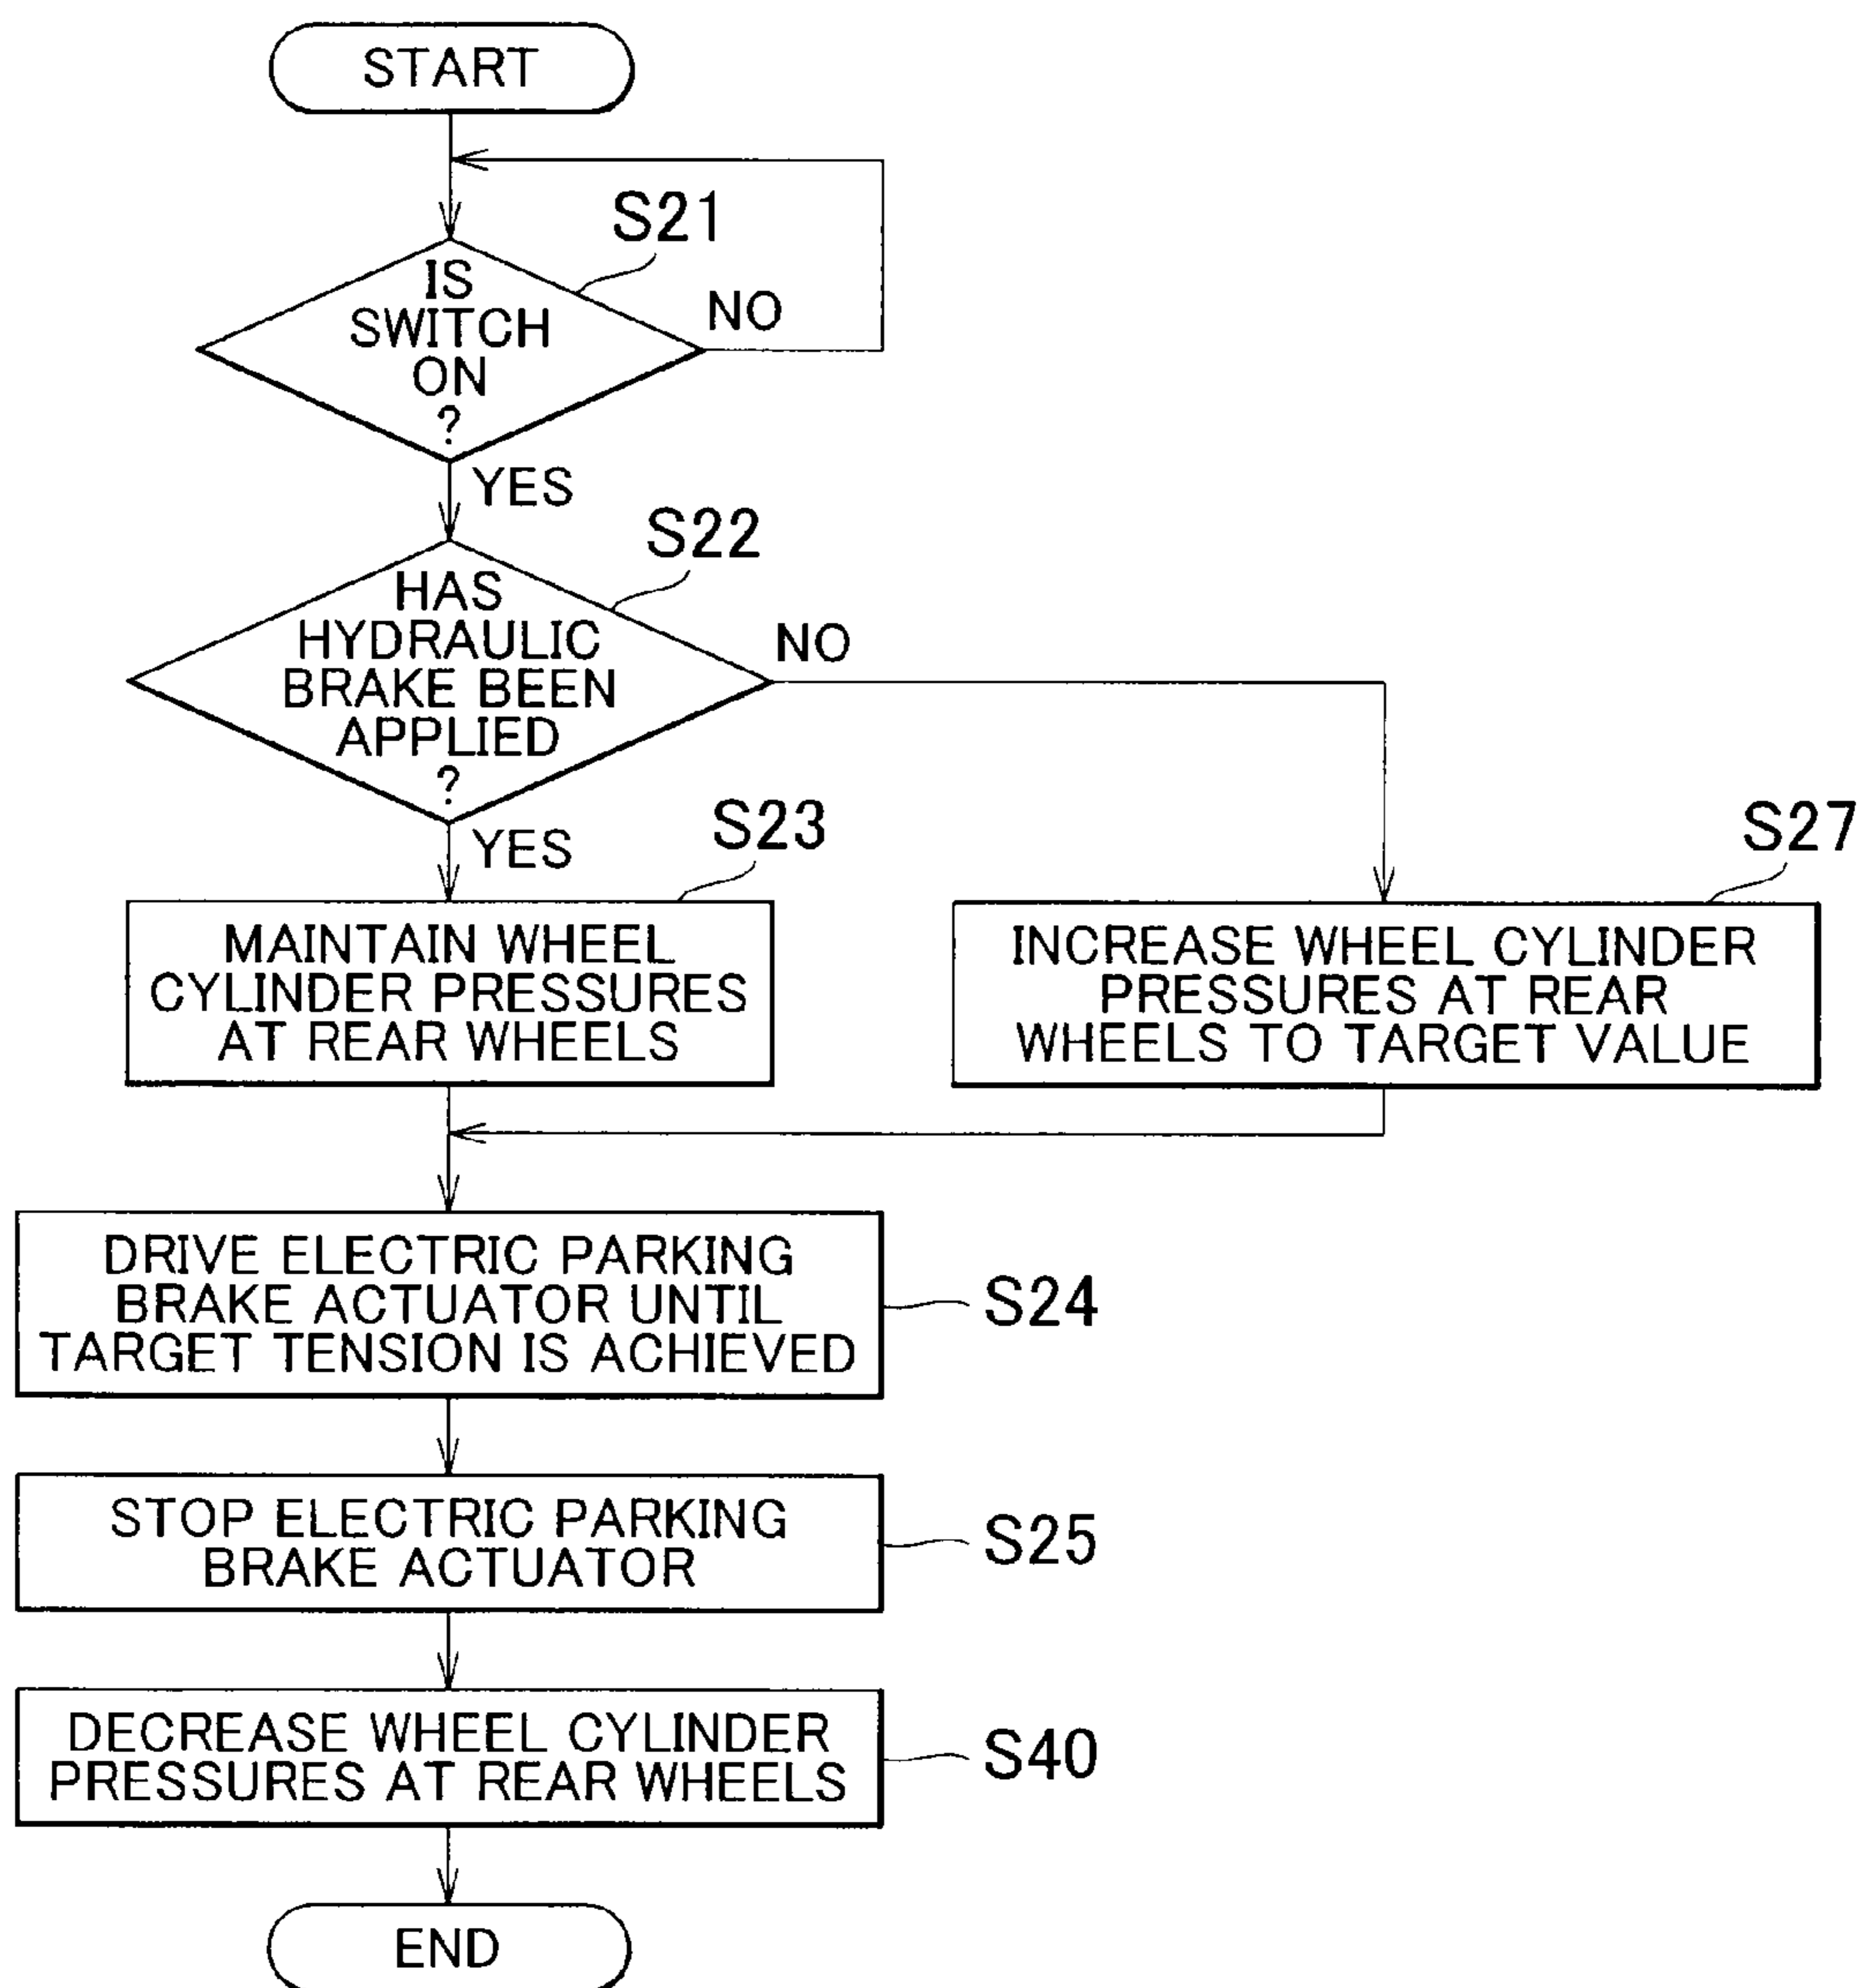 START
S21
IS
SWITCH
ON
?
NO
YES
S22
HAS
HYDRAULIC
BRAKE BEEN
APPLIED
?
NO
YES
S23
MAINTAIN WHEEL
CYLINDER PRESSURES
AT REAR WHEELS
S27
INCREASE WHEEL CYLINDER
PRESSURES AT REAR
WHEELS TO TARGET VALUE
DRIVE ELECTRIC PARKING
BRAKE ACTUATOR UNTIL
TARGET TENSION IS ACHIEVED
S24
STOP ELECTRIC PARKING
BRAKE ACTUATOR
S25
DECREASE WHEEL CYLINDER
PRESSURES AT REAR WHEELS
S40
END